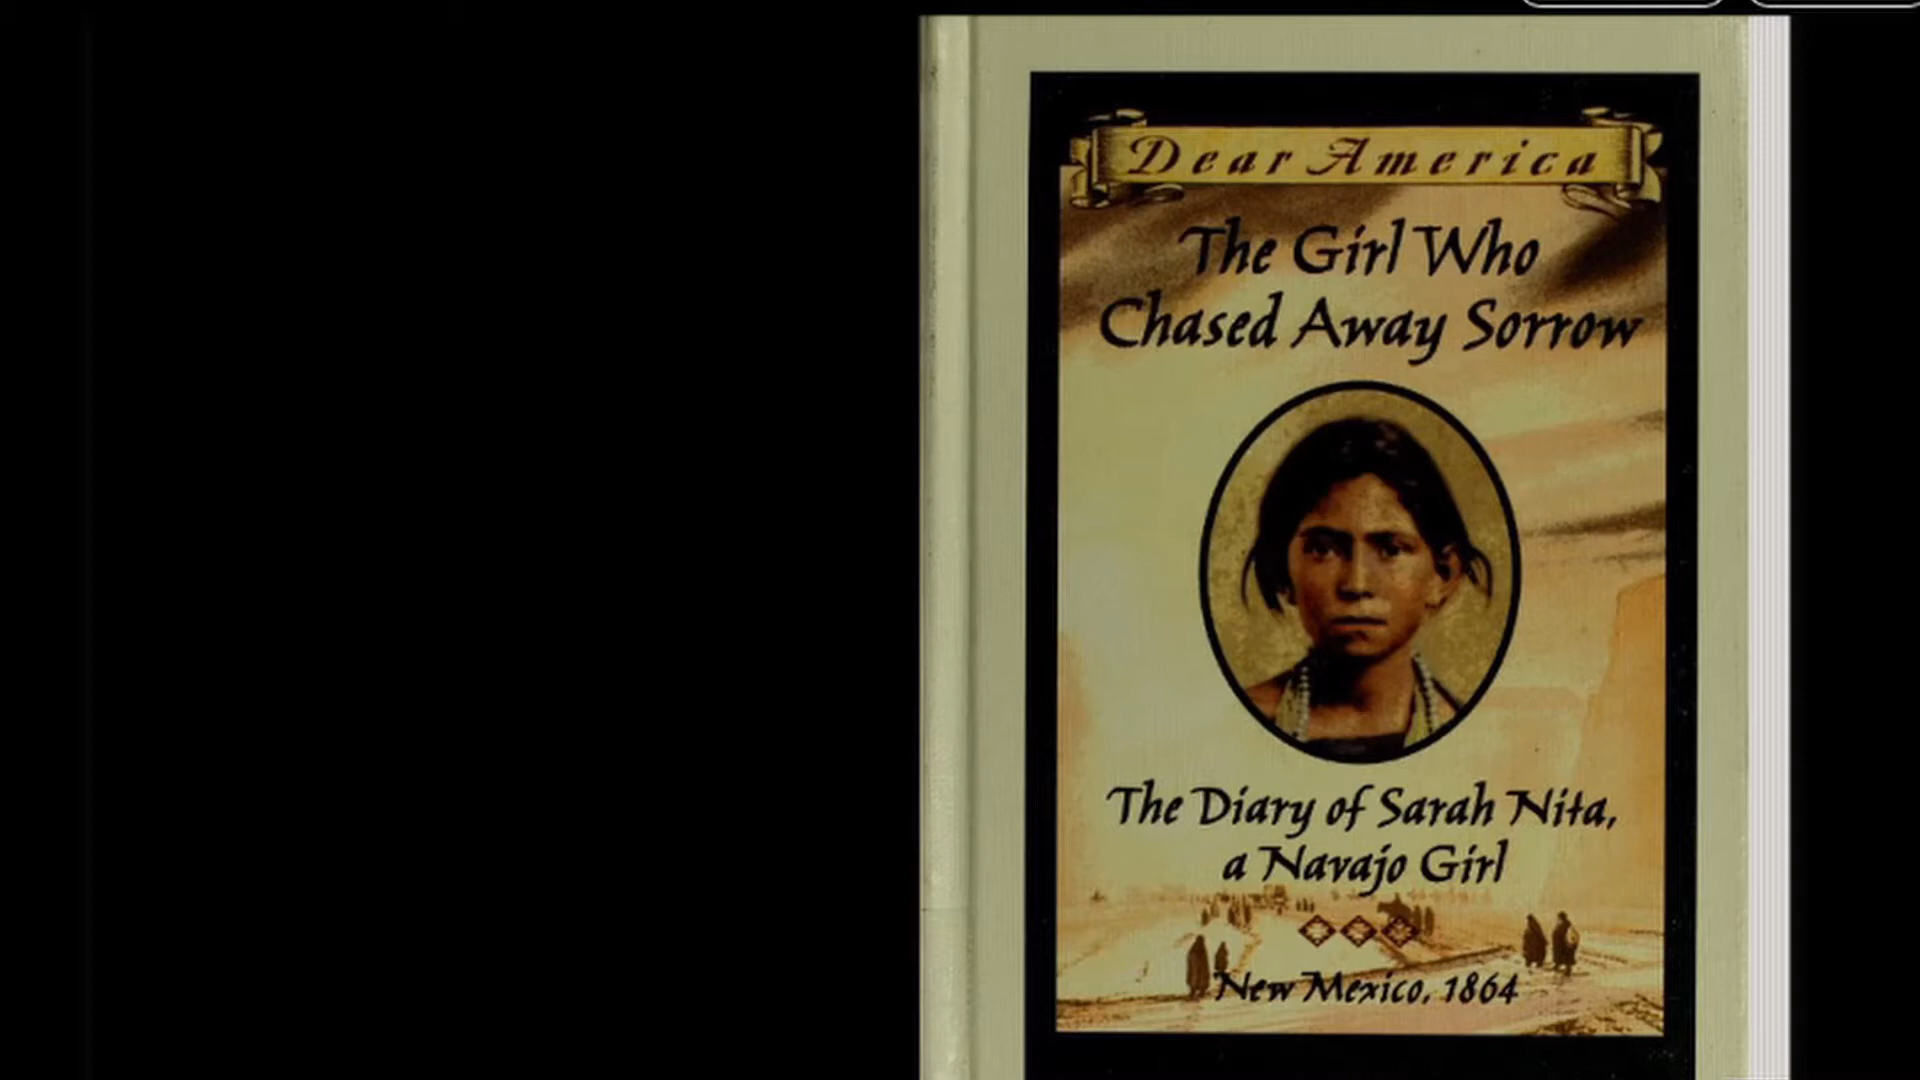 Dear America
The Girl Who
Chased Away Sorrow
The Diary of Sarah Nita,
a Navajo Girl
New Mexico, 1864